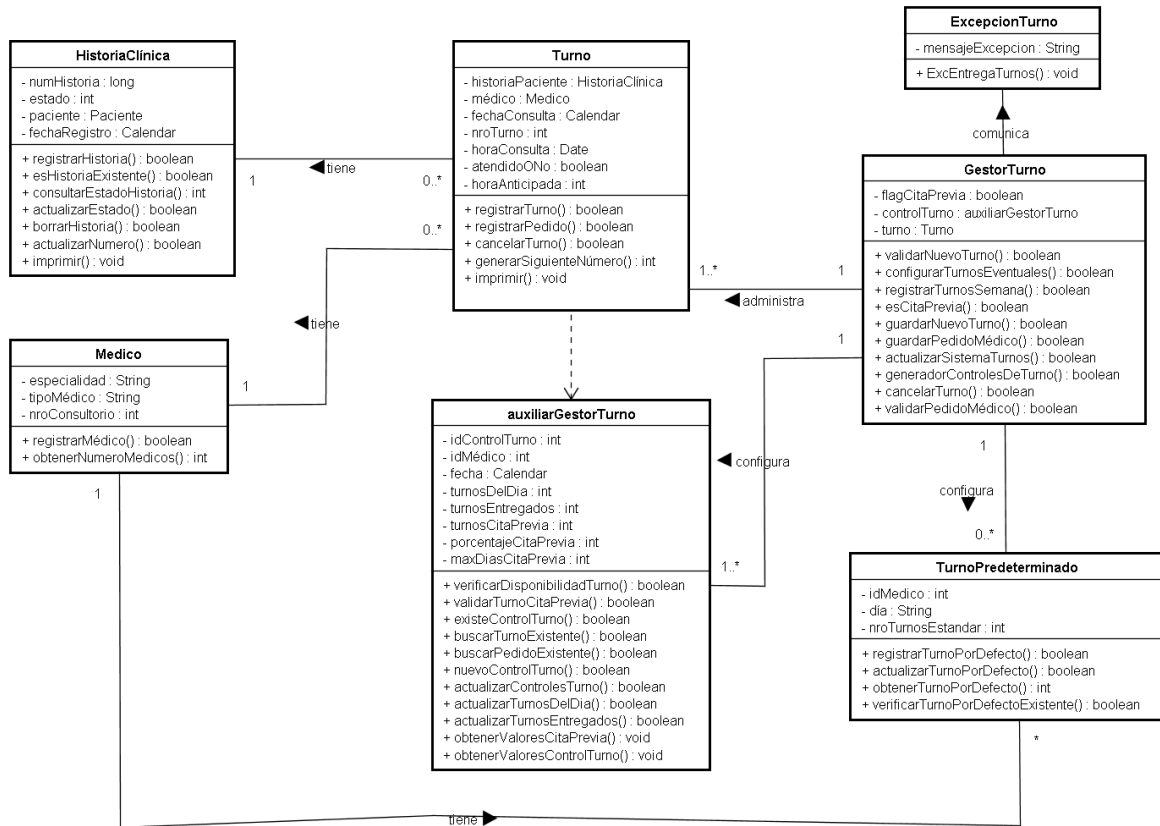 ExcepcionTurno
- mensajeExcepcion : String
+ ExcEntregaTurnos() : void
HistoriaClínica
- numHistoria : long
- estado : int
- paciente : Paciente
- fechaRegistro : Calendar
+ registrarHistoria() : boolean
+ esHistoriaExistente() : boolean
+ consultarEstadoHistoria() : int
+ actualizarEstado() : boolean
+ borrarHistoria() : boolean
+ actualizarNumero() : boolean
+ imprimir() : void
Turno
- historiaPaciente : HistoriaClínica
- médico : Medico
- fechaConsulta : Calendar
- nroTurno : int
- horaConsulta : Date
- atendidoONo : boolean
- horaAnticipada : int
+ registrarTurno() : boolean
+ registrarPedido() : boolean
+ cancelarTurno() : boolean
+ generarSiguienteNúmero() : int
+ imprimir() : void
comunica
GestorTurno
- flagCitaPrevia : boolean
- controlTurno : auxiliarGestorTurno
- turno : Turno
+ validarNuevoTurno() : boolean
+ configurarTurnosEventuales() : boolean
+ registrarTurnosSemana() : boolean
+ esCitaPrevia() : boolean
+ guardarNuevoTurno() : boolean
+ guardarPedidoMédico() : boolean
+ actualizarSistemaTurnos() : boolean
+ generadorControlesDeTurno() : boolean
+ cancelarTurno() : boolean
+ validarPedidoMédico() : boolean
tiene
1
0..*
0..*
1..*
1
administra
tiene
1
1
Medico
- especialidad : String
- tipoMédico : String
- nroConsultorio : int
+ registrarMédico() : boolean
+ obtenerNumeroMedicos() : int
1
auxiliarGestorTurno
- idControlTurno : int
- idMédico : int
- fecha : Calendar
- turnosDelDia : int
- turnosEntregados : int
- turnosCitaPrevia : int
- porcentajeCitaPrevia : int
- maxDiasCitaPrevia : int
+ verificarDisponibilidadTurno() : boolean
+ validarTurnoCitaPrevia() : boolean
+ existeControlTurno() : boolean
+ buscarTurnoExistente() : boolean
+ buscarPedidoExistente() : boolean
+ nuevoControlTurno() : boolean
+ actualizarControlesTurno() : boolean
+ actualizarTurnosDelDia() : boolean
+ actualizarTurnosEntregados() : boolean
+ obtenerValoresCitaPrevia() : void
+ obtenerValoresControlTurno() : void
configura
1..*
1
configura
0..*
TurnoPredeterminado
- idMedico : int
- día : String
- nroTurnosEstandar : int
+ registrarTurnoPorDefecto() : boolean
+ actualizarTurnoPorDefecto() : boolean
+ obtenerTurnoPorDefecto() : int
+ verificarTurnoPorDefectoExistente() : boolean
*
tiene